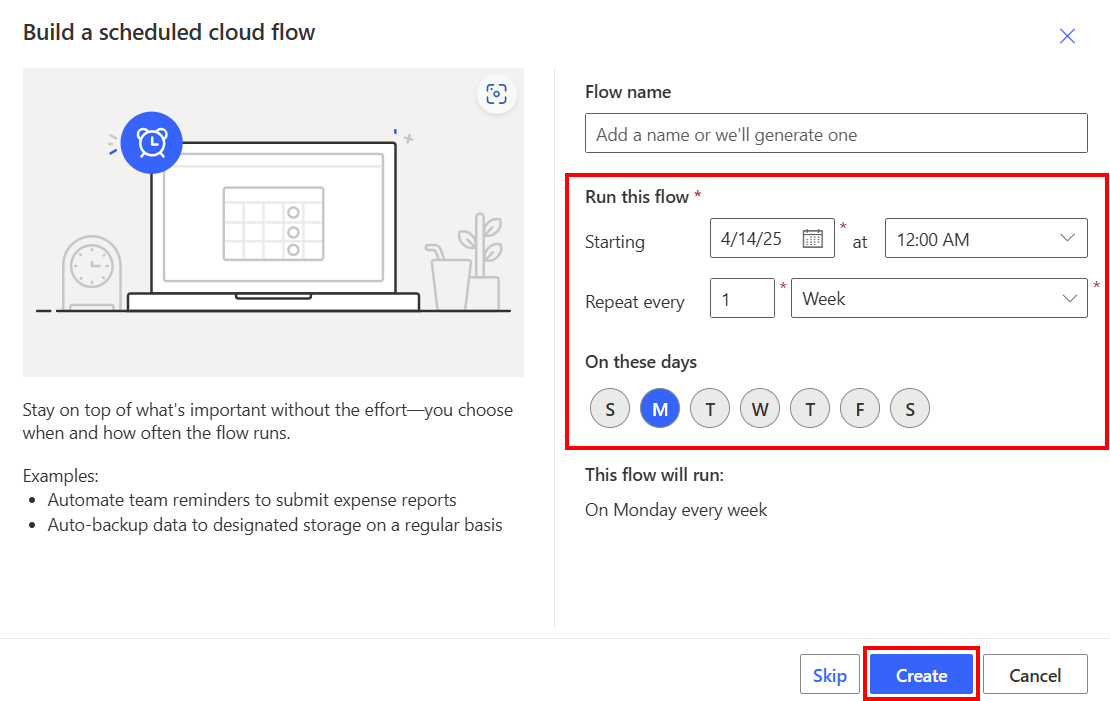 Build a scheduled cloud flow
Stay on top of what's important without the effort—you choose
when and how often the flow runs.
Examples:
• Automate team reminders to submit expense reports
• Auto-backup data to designated storage on a regular basis
Flow name
Add a name or we'll generate one
Run this flow *
Starting 4/14/25 * at 12:00 AM
Repeat every 1 * Week *
On these days
S M T W T F S
This flow will run:
On Monday every week
Skip Create Cancel